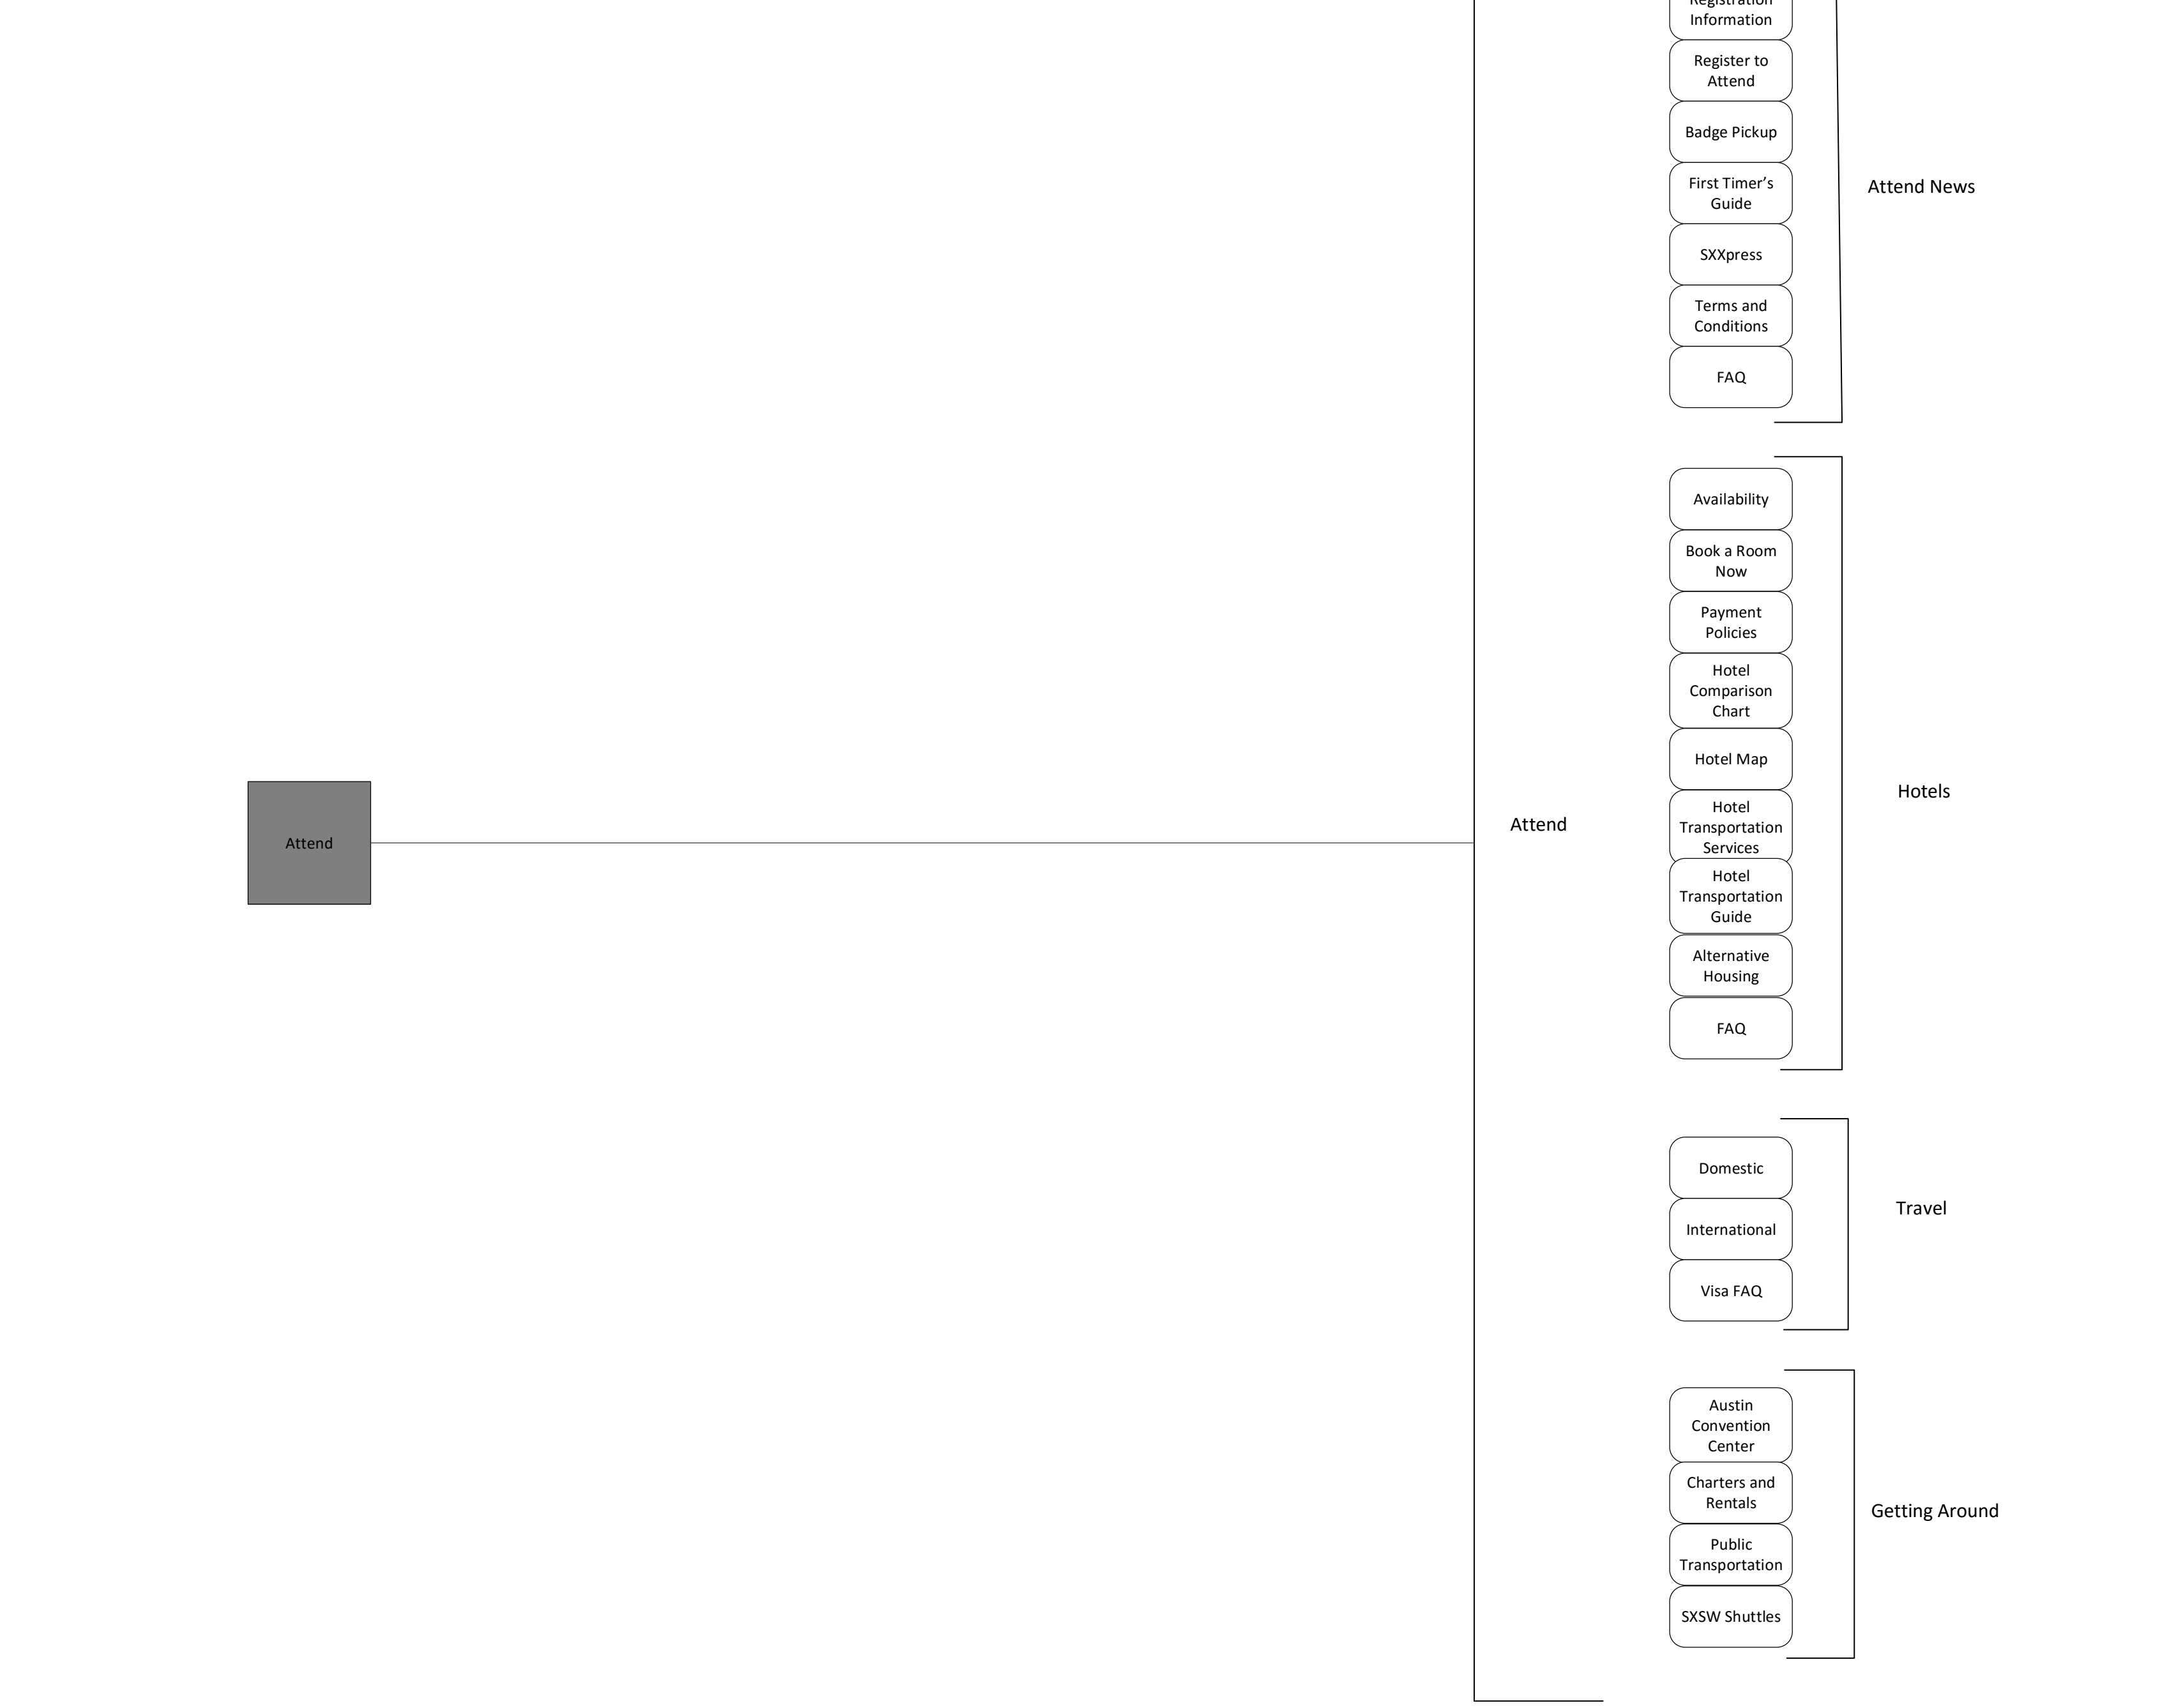 Registration
Information
Register to
Attend
Badge Pickup
First Timer’s
Guide
SXXpress
Terms and
Conditions
FAQ
Attend News
Availability
Book a Room
Now
Payment
Policies
Hotel
Comparison
Chart
Hotel Map
Hotel
Transportation
Services
Hotel
Transportation
Guide
Alternative
Housing
FAQ
Hotels
Attend
Attend
Domestic
International
Visa FAQ
Travel
Austin
Convention
Center
Charters and
Rentals
Public
Transportation
SXSW Shuttles
Getting Around